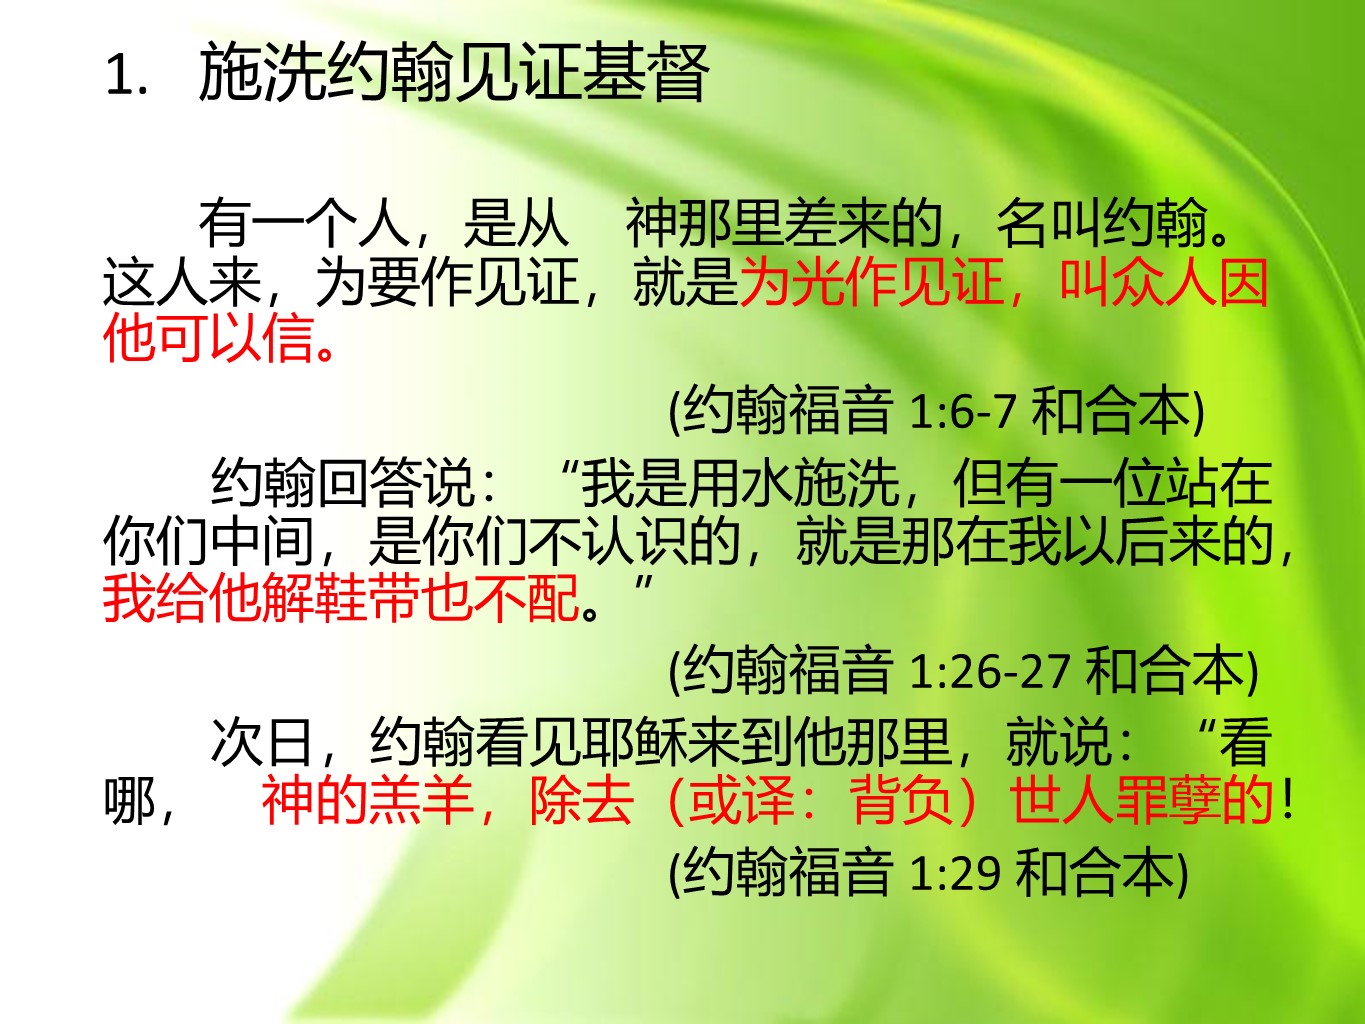 1. 施洗约翰见证基督
有一个人，是从　神那里差来的，名叫约翰。
这人来，为要作见证，就是为光作见证，叫众人因
他可以信。
(约翰福音 1:6-7 和合本)
约翰回答说：“我是用水施洗，但有一位站在
你们中间，是你们不认识的，就是那在我以后来的，
我给他解鞋带也不配。”
(约翰福音 1:26-27 和合本)
次日，约翰看见耶稣来到他那里，就说：“看
哪，　神的羔羊，除去（或译：背负）世人罪孽的！
(约翰福音 1:29 和合本)